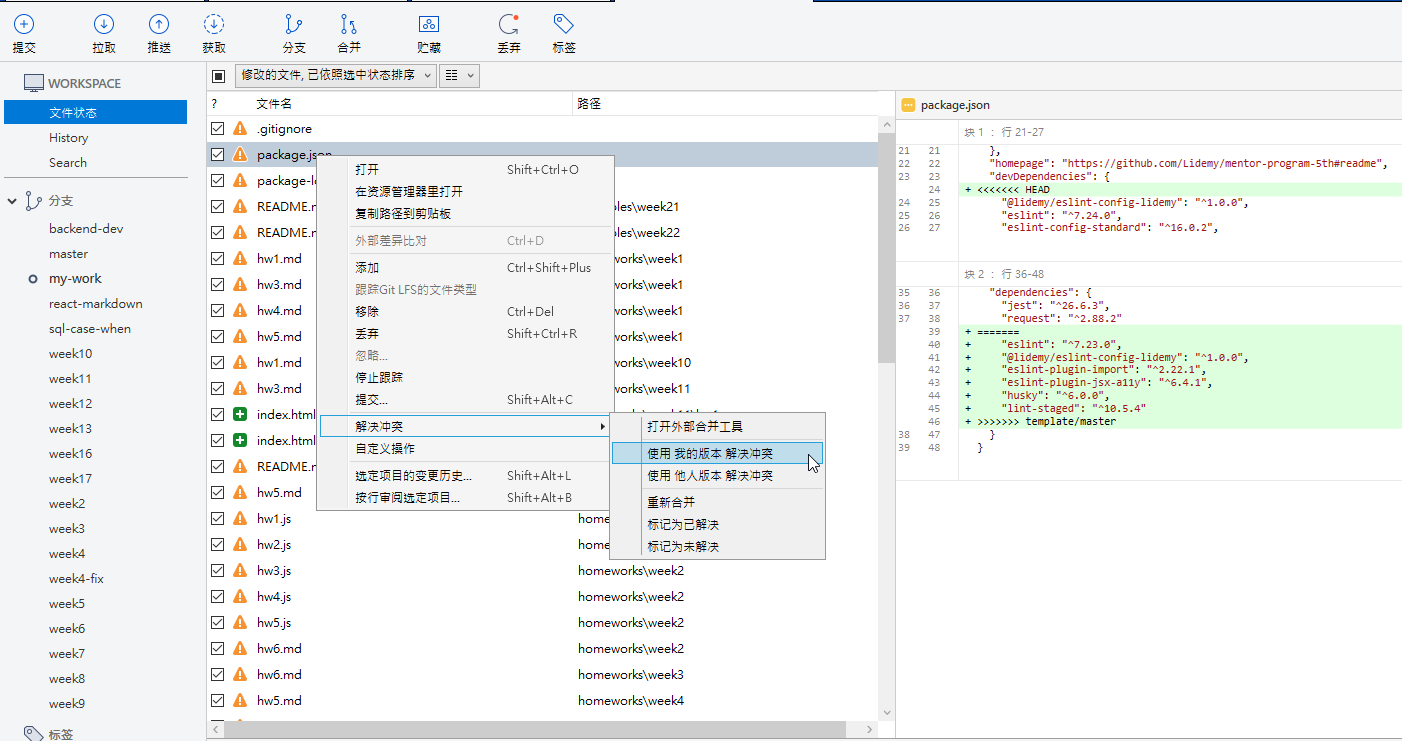 提交
拉取
推送
获取
分支
合并
贮藏
丢弃
标签
WORKSPACE
文件状态
History
Search
分支
backend-dev
master
my-work
react-markdown
sql-case-when
week10
week11
week12
week13
week16
week17
week2
week3
week4
week4-fix
week5
week6
week7
week8
week9
标签
修改的文件, 已依照选中状态排序
? 文件名 路径
.gitignore
package.json
package-l
README.m les\week21
README.m les\week22
hw1.md works\week1
hw3.md works\week1
hw4.md works\week1
hw5.md works\week1
hw1.md works\week10
hw3.md works\week11
index.html
index.html
README.m
hw5.md
hw1.js home
hw2.js home
hw3.js homeworks\week2
hw4.js homeworks\week2
hw5.js homeworks\week2
hw6.md homeworks\week2
hw6.md homeworks\week3
hw5.md homeworks\week4
打开 Shift+Ctrl+O
在资源管理器里打开
复制路径到剪贴板
外部差异比对 Ctrl+D
添加 Ctrl+Shift+Plus
跟踪Git LFS的文件类型
移除 Ctrl+Del
丢弃 Shift+Ctrl+R
忽略...
停止跟踪
提交... Shift+Alt+C
解决冲突
自定义操作
选定项目的变更历史... Shift+Alt+L
按行审阅选定项目... Shift+Alt+B
打开外部合并工具
使用 我的版本 解决冲突
使用 他人版本 解决冲突
重新合并
标记为已解决
标记为未解决
package.json
块 1 : 行 21-27
21 21 },
22 22 "homepage": "https://github.com/Lidemy/mentor-program-5th#readme",
23 23 "devDependencies": {
24 + <<<<<<< HEAD
24 25 "@lidemy/eslint-config-lidemy": "^1.0.0",
25 26 "eslint": "^7.24.0",
26 27 "eslint-config-standard": "^16.0.2",
块 2 : 行 36-48
35 36 "dependencies": {
36 37 "jest": "^26.6.3",
37 38 "request": "^2.88.2"
39 + =======
40 + "eslint": "^7.23.0",
41 + "@lidemy/eslint-config-lidemy": "^1.0.0",
42 + "eslint-plugin-import": "^2.22.1",
43 + "eslint-plugin-jsx-a11y": "^6.4.1",
44 + "husky": "^6.0.0",
45 + "lint-staged": "^10.5.4"
46 + >>>>>>> template/master
38 47 }
39 48 }